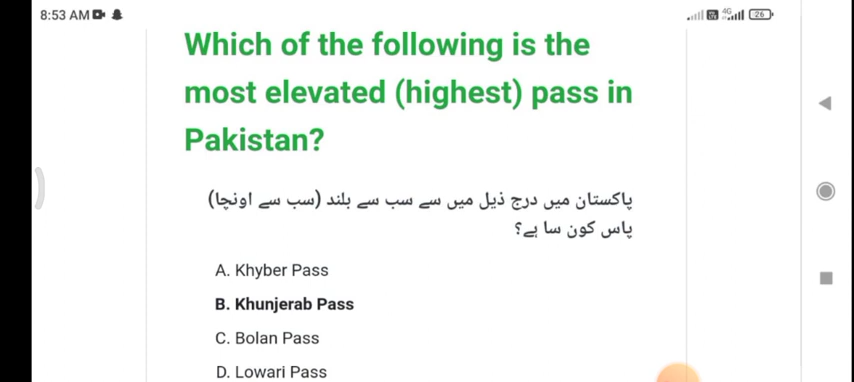 8:53 AM
4G
26
Which of the following is the
most elevated (highest) pass in
Pakistan?
پاکستان میں درج ذیل میں سے سب سے بلند (سب سے اونچا)
پاس کون سا ہے؟
A. Khyber Pass
B. Khunjerab Pass
C. Bolan Pass
D. Lowari Pass